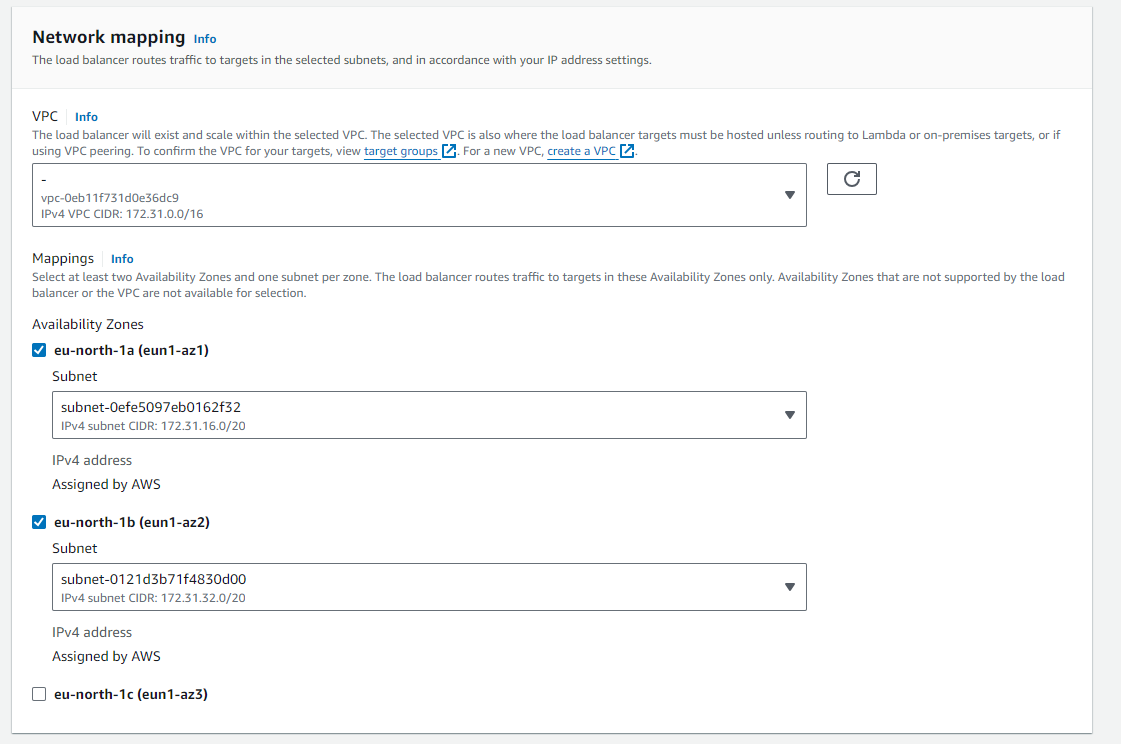 Network mapping Info
The load balancer routes traffic to targets in the selected subnets, and in accordance with your IP address settings.
VPC Info
The load balancer will exist and scale within the selected VPC. The selected VPC is also where the load balancer targets must be hosted unless routing to Lambda or on-premises targets, or if
using VPC peering. To confirm the VPC for your targets, view target groups. For a new VPC, create a VPC.
-
vpc-0eb11f731d0e36dc9
IPv4 VPC CIDR: 172.31.0.0/16
Mappings Info
Select at least two Availability Zones and one subnet per zone. The load balancer routes traffic to targets in these Availability Zones only. Availability Zones that are not supported by the load
balancer or the VPC are not available for selection.
Availability Zones
eu-north-1a (eun1-az1)
Subnet
subnet-0efe5097eb0162f32
IPv4 subnet CIDR: 172.31.16.0/20
IPv4 address
Assigned by AWS
eu-north-1b (eun1-az2)
Subnet
subnet-0121d3b71f4830d00
IPv4 subnet CIDR: 172.31.32.0/20
IPv4 address
Assigned by AWS
eu-north-1c (eun1-az3)